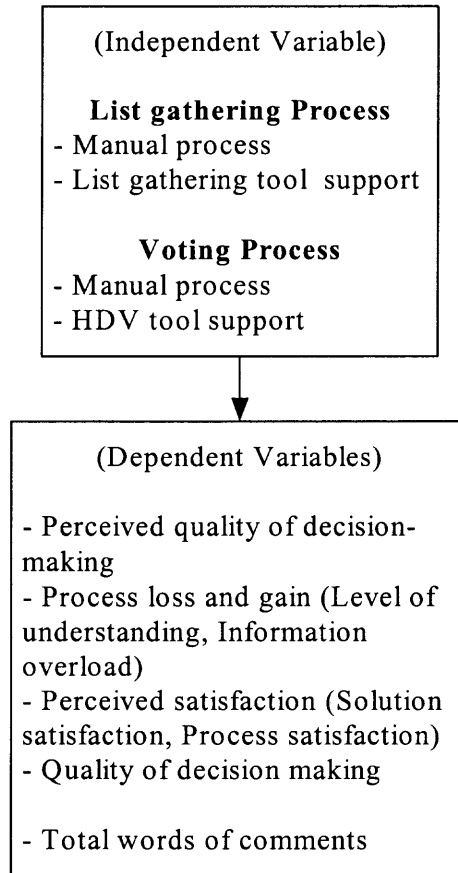 (Independent Variable)
List gathering Process
- Manual process
- List gathering tool support
Voting Process
- Manual process
- HDV tool support
(Dependent Variables)
- Perceived quality of decision-
making
- Process loss and gain (Level of
understanding, Information
overload)
- Perceived satisfaction (Solution
satisfaction, Process satisfaction)
- Quality of decision making
- Total words of comments